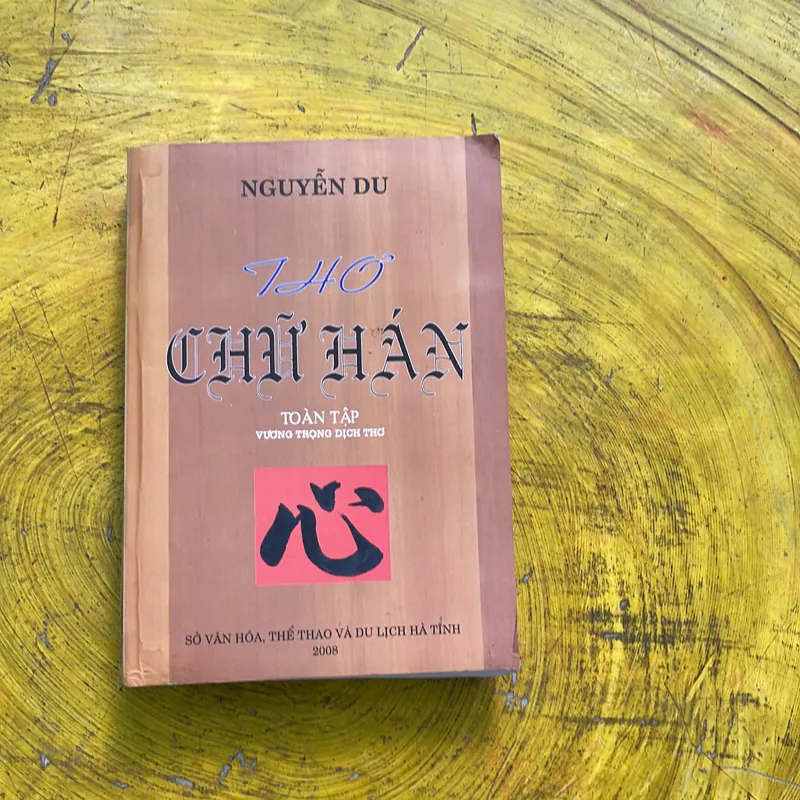 NGUYỄN DU
THƠ
CHỮ HÁN
TOÀN TẬP
VƯƠNG TRỌNG DỊCH THƠ
心
SỞ VĂN HÓA, THỂ THAO VÀ DU LỊCH HÀ TĨNH
2008